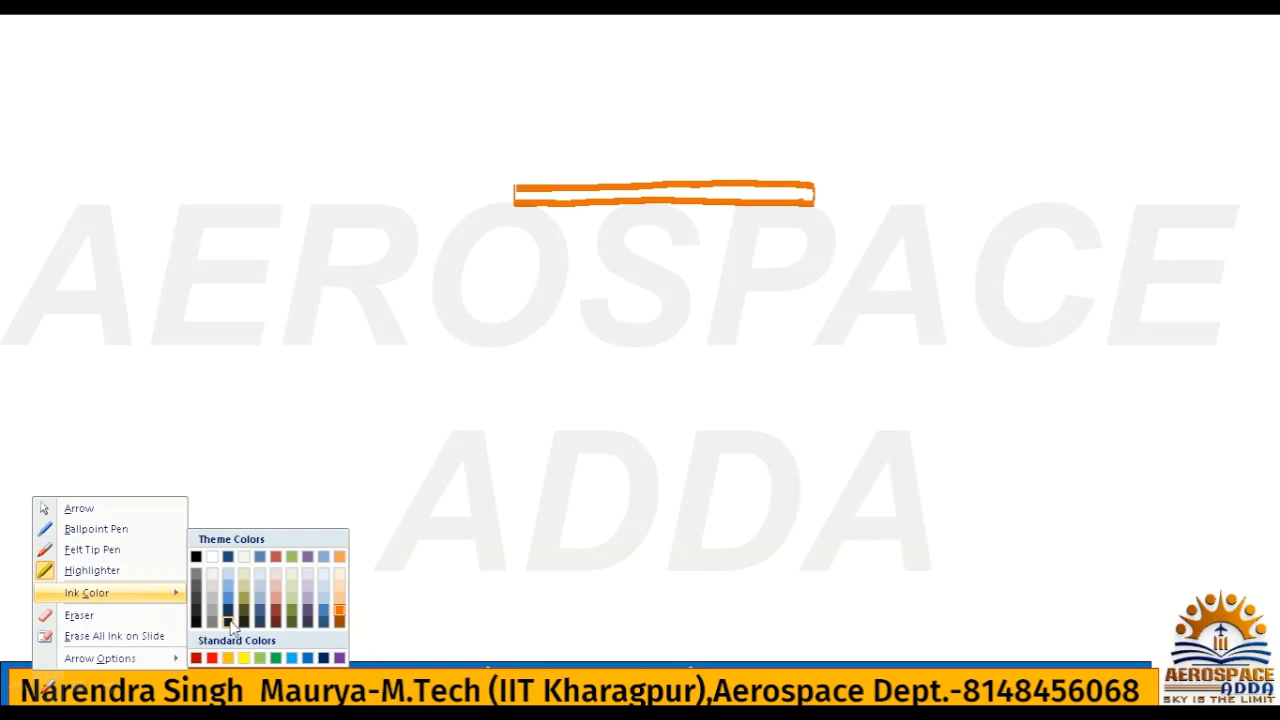 AEROSPACE
ADDA
Arrow
Ballpoint Pen
Felt Tip Pen
Highlighter
Ink Color
Eraser
Erase All Ink on Slide
Arrow Options
Theme Colors
Standard Colors
Narendra Singh Maurya-M.Tech (IIT Kharagpur),Aerospace Dept.-8148456068
AEROSPACE
ADDA
SKY IS THE LIMIT